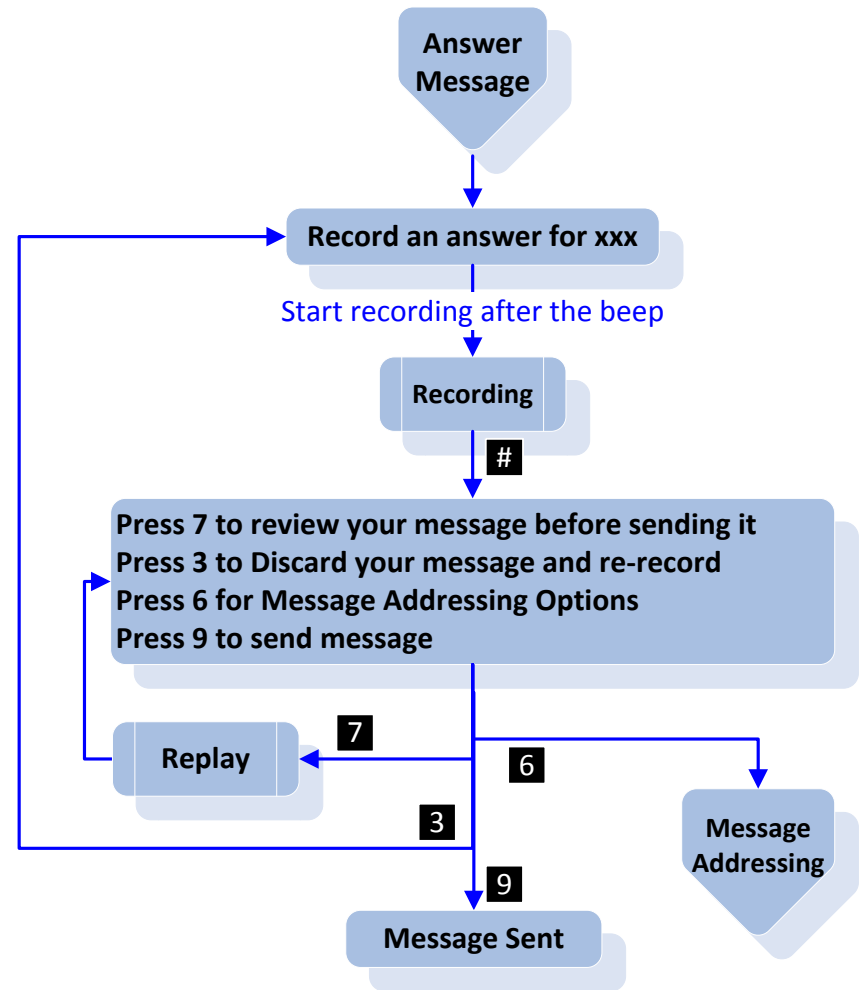 Answer
Message
Record an answer for xxx
Start recording after the beep
Recording
#
Press 7 to review your message before sending it
Press 3 to Discard your message and re-record
Press 6 for Message Addressing Options
Press 9 to send message
7
Replay
6
3
Message
Addressing
9
Message Sent